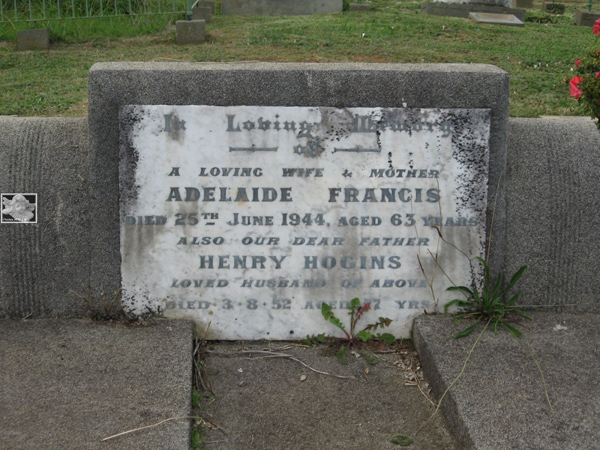 In Loving Memory
of
A LOVING WIFE & MOTHER
ADELAIDE FRANCIS
DIED 25TH JUNE 1944, AGED 63 YEARS
ALSO OUR DEAR FATHER
HENRY HOGINS
LOVED HUSBAND OF ABOVE
DIED 3-8-52 AGED YRS